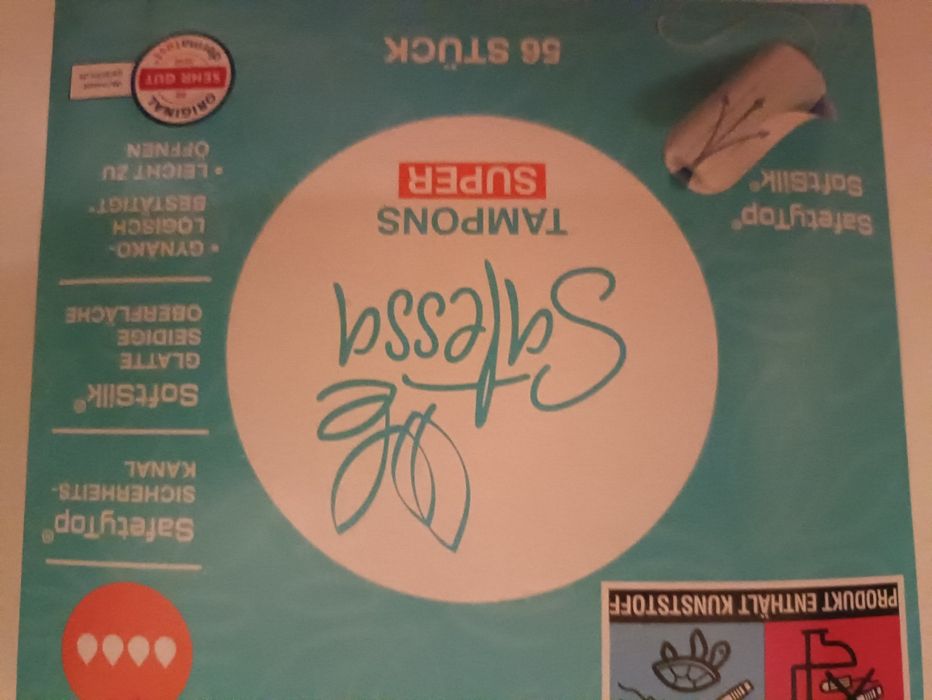 PRODUKT ENTHÄLT KUNSTSTOFF
Safessa
TAMPONS
SUPER
56 STÜCK
SafetyTop®
SICHERHEITS-
KANAL
SoftSilk®
GLATTE
SEIDIGE
OBERFLÄCHE
• GYNÄKO-
LOGISCH
BESTÄTIGT*
• LEICHT ZU
ÖFFNEN
ORIGINAL
SEHR GUT
dermatest
SafetyTop®
SoftSilk®